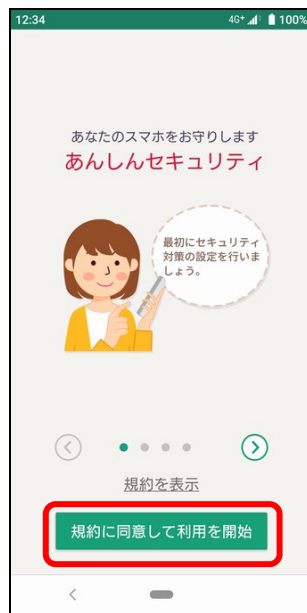 12:34 4G+ 100%
あなたのスマホをお守りします
あんしんセキュリティ
最初にセキュリティ
対策の設定を行いま
しょう。
規約を表示
規約に同意して利用を開始